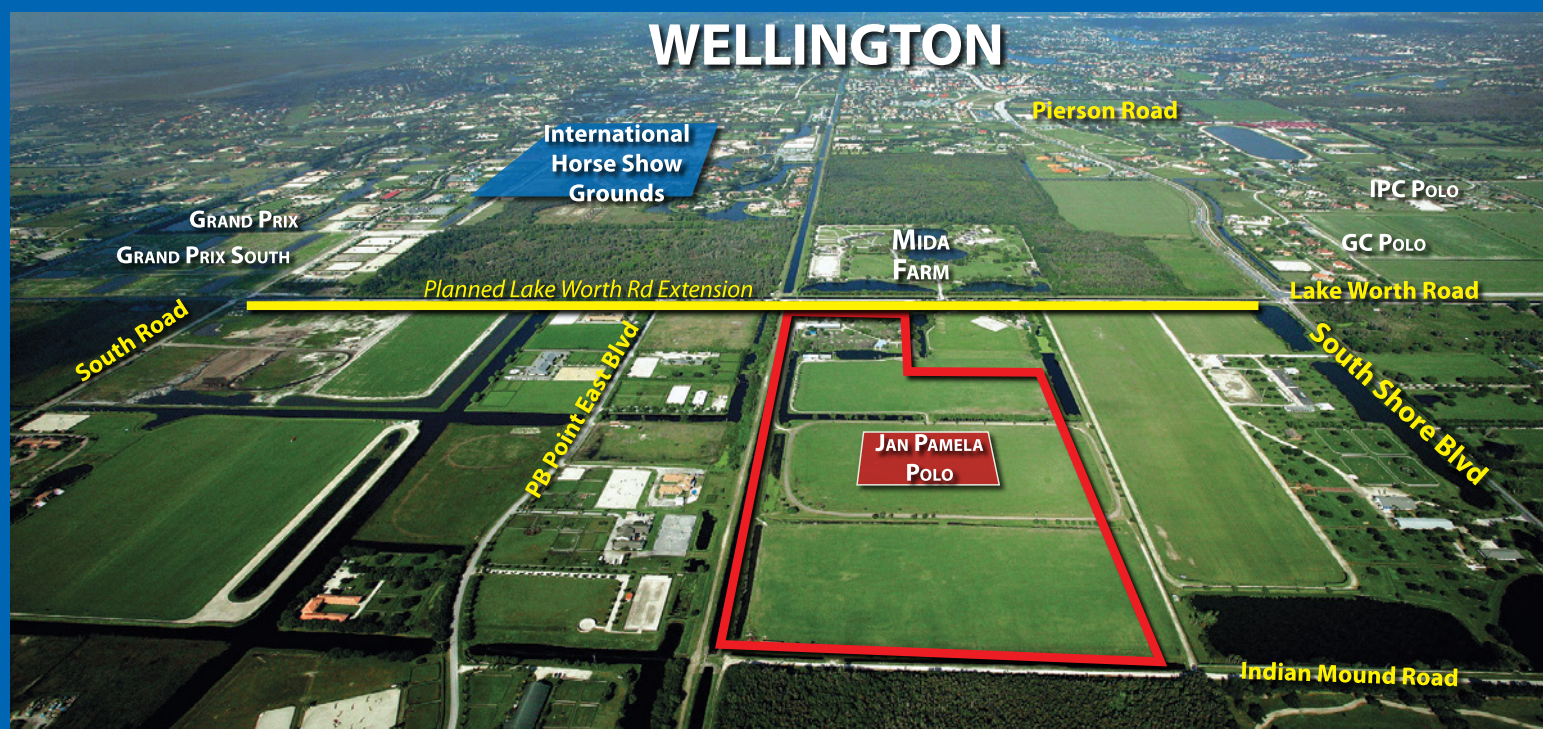 WELLINGTON
Pierson Road
International
Horse Show
Grounds
IPC Polo
Grand Prix
GC Polo
Grand Prix South
Mida
Farm
Planned Lake Worth Rd Extension
Lake Worth Road
South Road
PB Point East Blvd
South Shore Blvd
Jan Pamela
Polo
Indian Mound Road